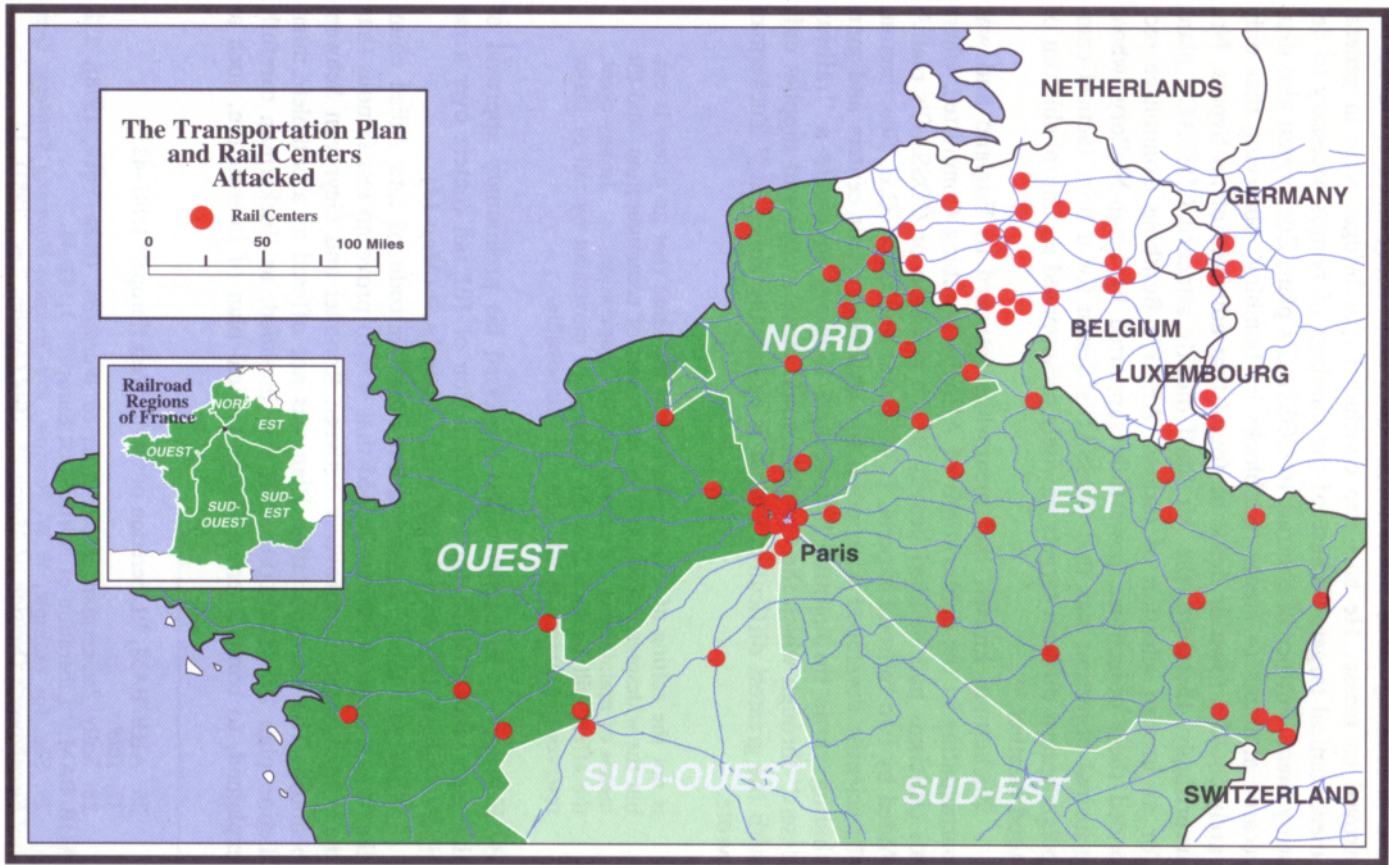 The Transportation Plan
and Rail Centers
Attacked
Rail Centers
0 50 100 Miles
Railroad
Regions
of France
NORD
EST
OUEST
SUD-
OUEST
SUD-
EST
NETHERLANDS
GERMANY
BELGIUM
LUXEMBOURG
NORD
EST
OUEST
Paris
SUD-OUEST
SUD-EST
SWITZERLAND